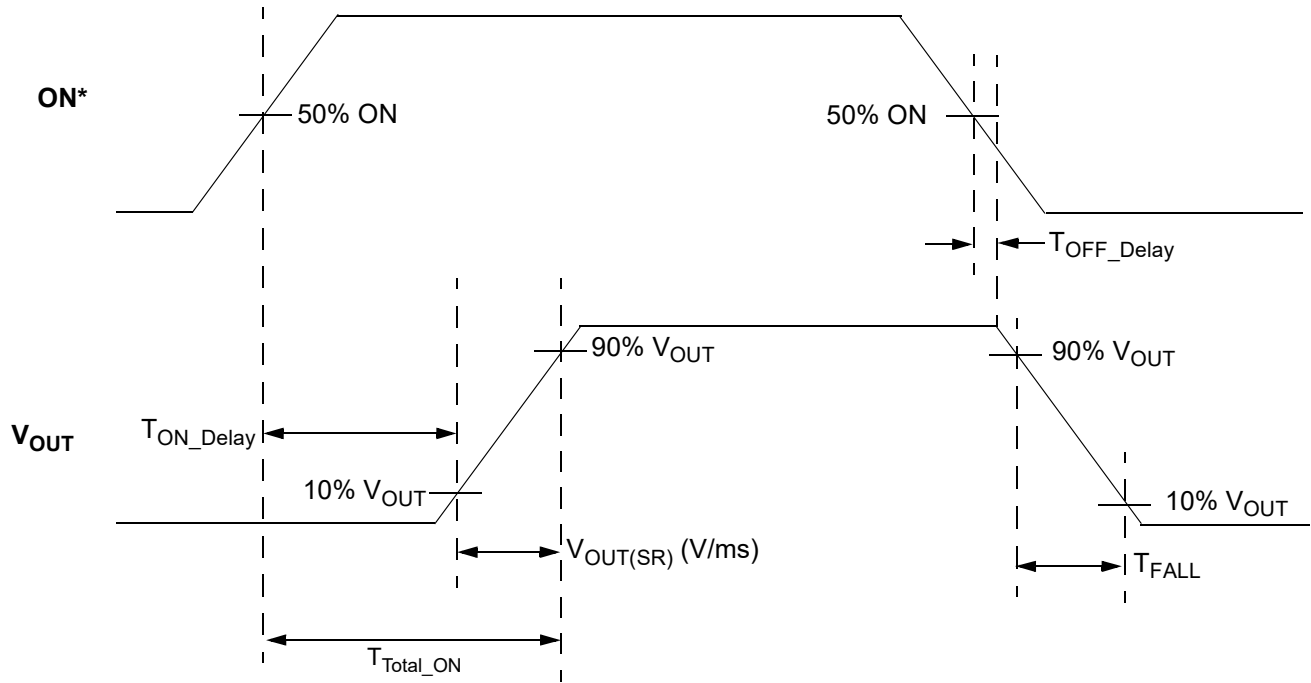 ON*
50% ON
50% ON
TOFF_Delay
90% VOUT
90% VOUT
VOUT
TON_Delay
10% VOUT
10% VOUT
VOUT(SR) (V/ms)
TFALL
TTotal_ON